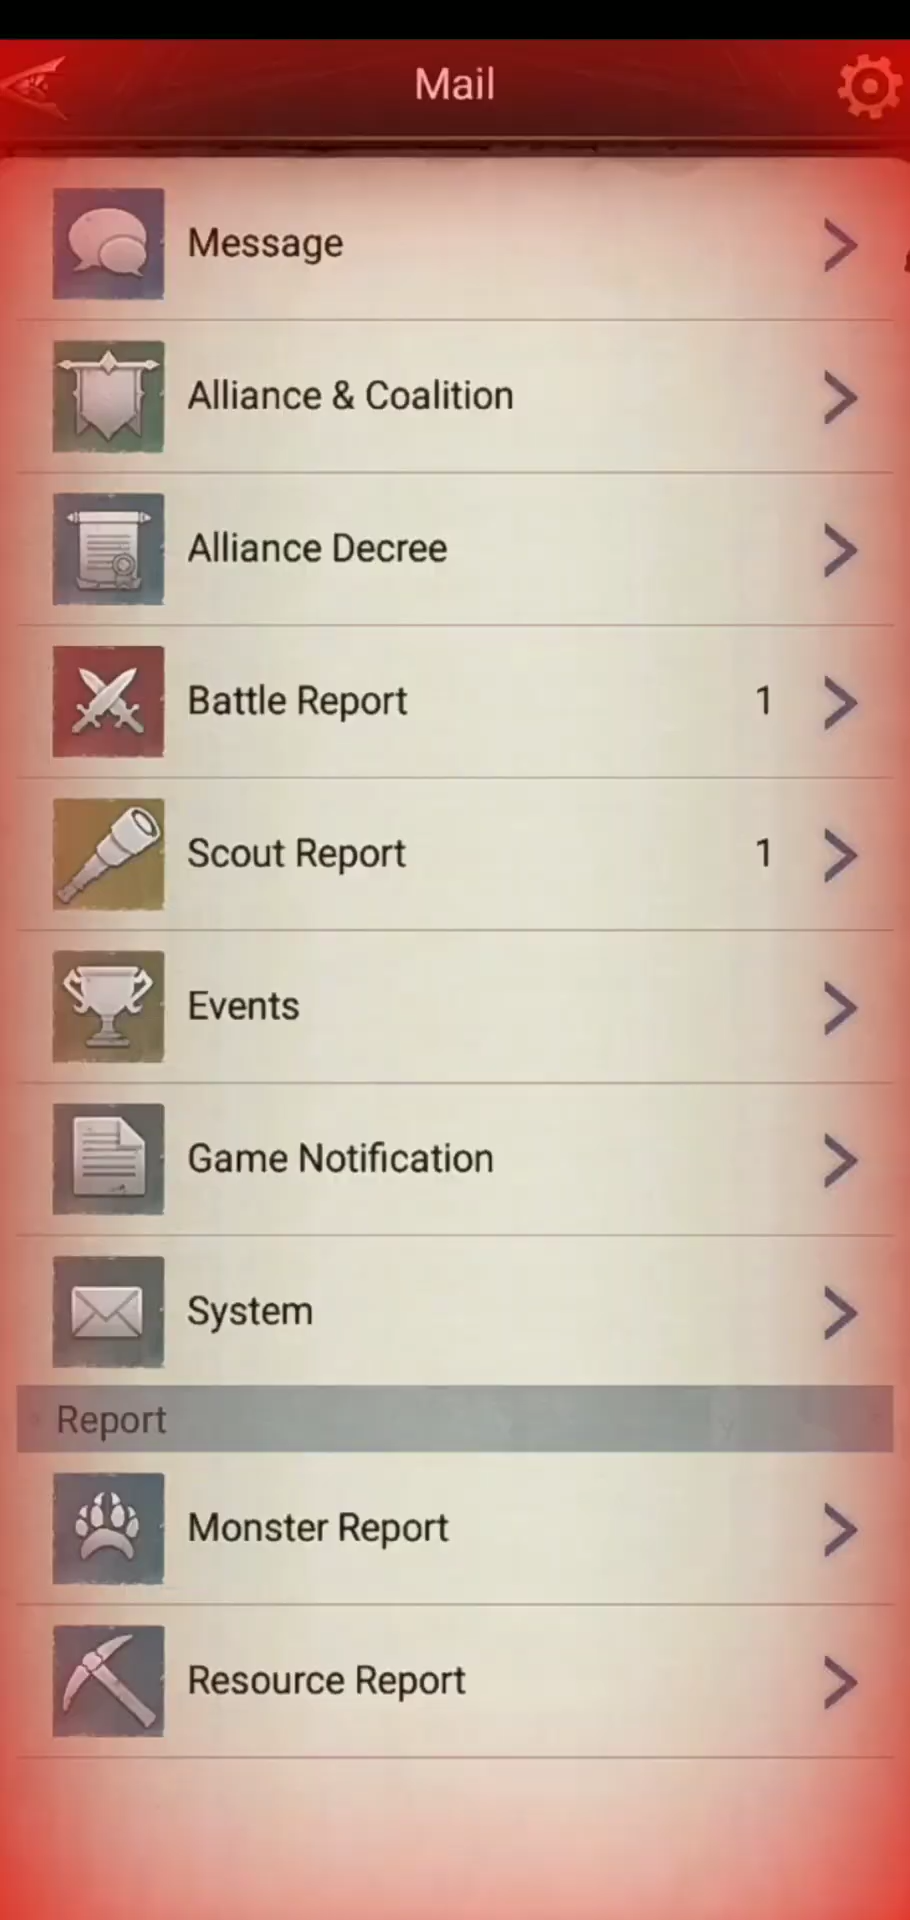 Mail
Message
Alliance & Coalition
Alliance Decree
Battle Report 1
Scout Report 1
Events
Game Notification
System
Report
Monster Report
Resource Report